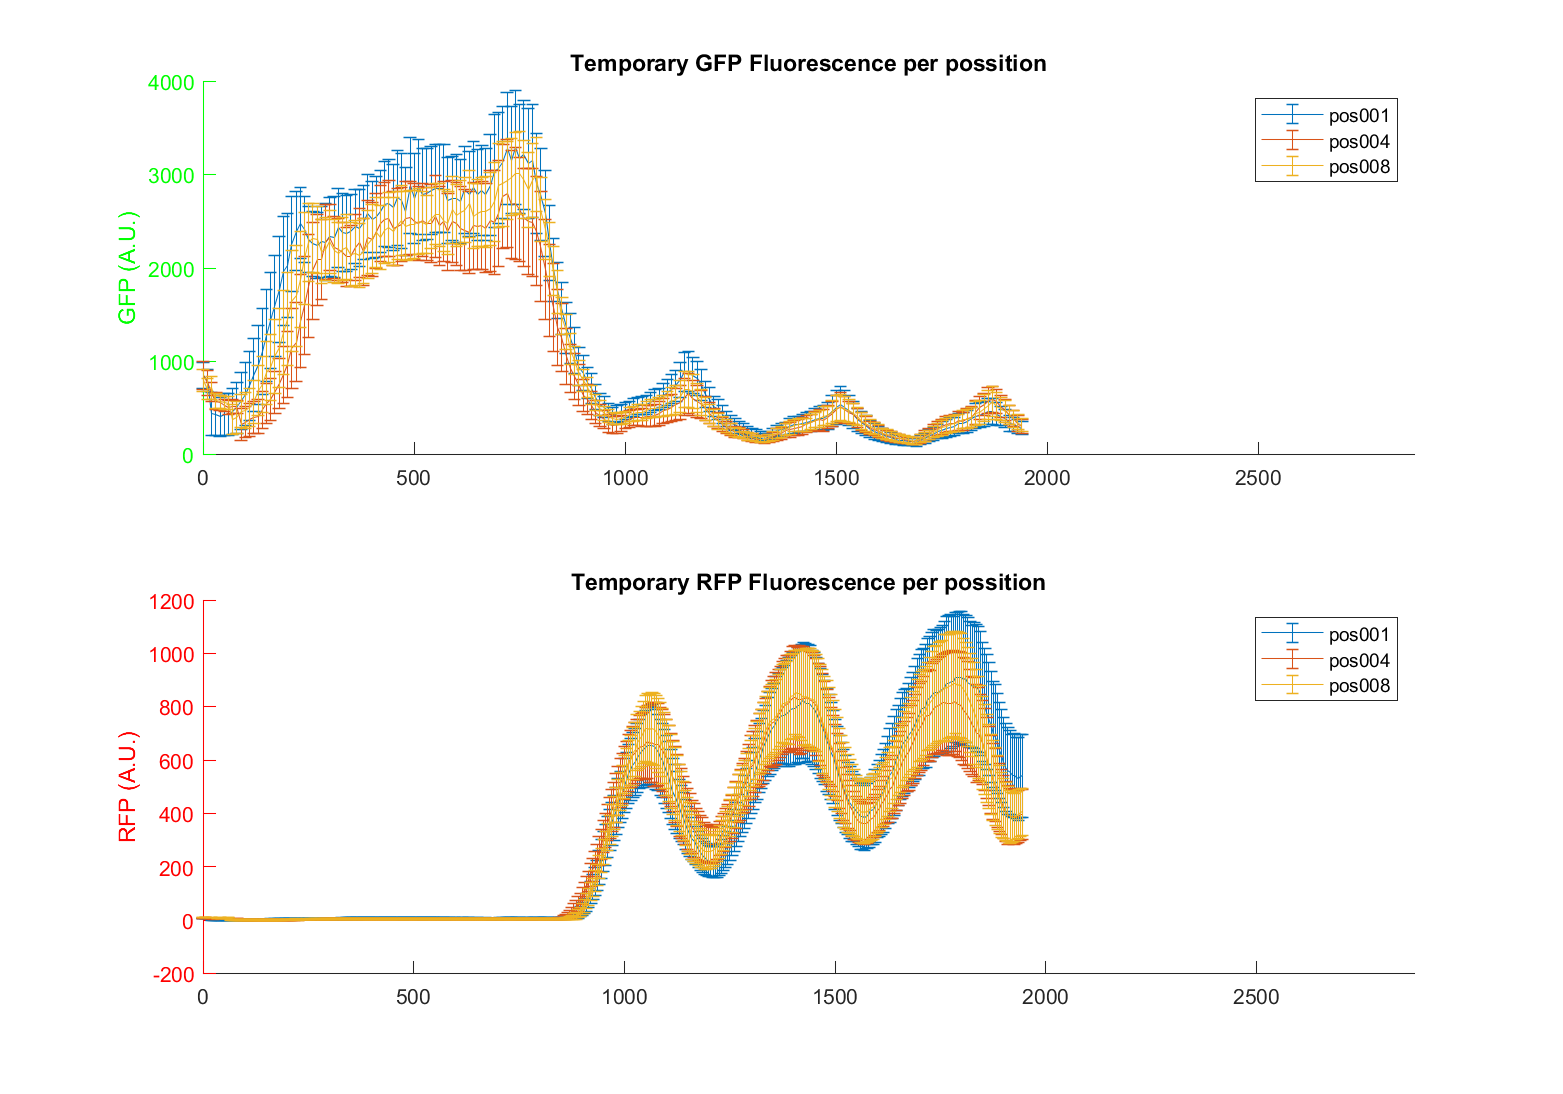 Temporary GFP Fluorescence per possition
4000
3000
2000
1000
0
GFP (A.U.)
0 500 1000 1500 2000 2500
pos001
pos004
pos008
Temporary RFP Fluorescence per possition
1200
1000
800
600
400
200
0
-200
RFP (A.U.)
0 500 1000 1500 2000 2500
pos001
pos004
pos008